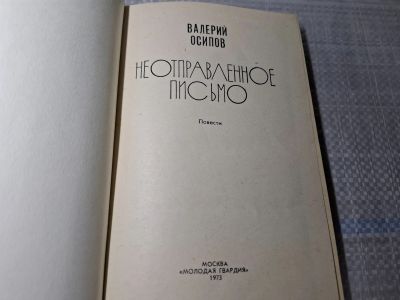 ВАЛЕРИЙ
ОСИПОВ
НЕОТПРАВЛЕННОЕ
ПИСЬМО
Повести
МОСКВА
«МОЛОДАЯ ГВАРДИЯ»
1973